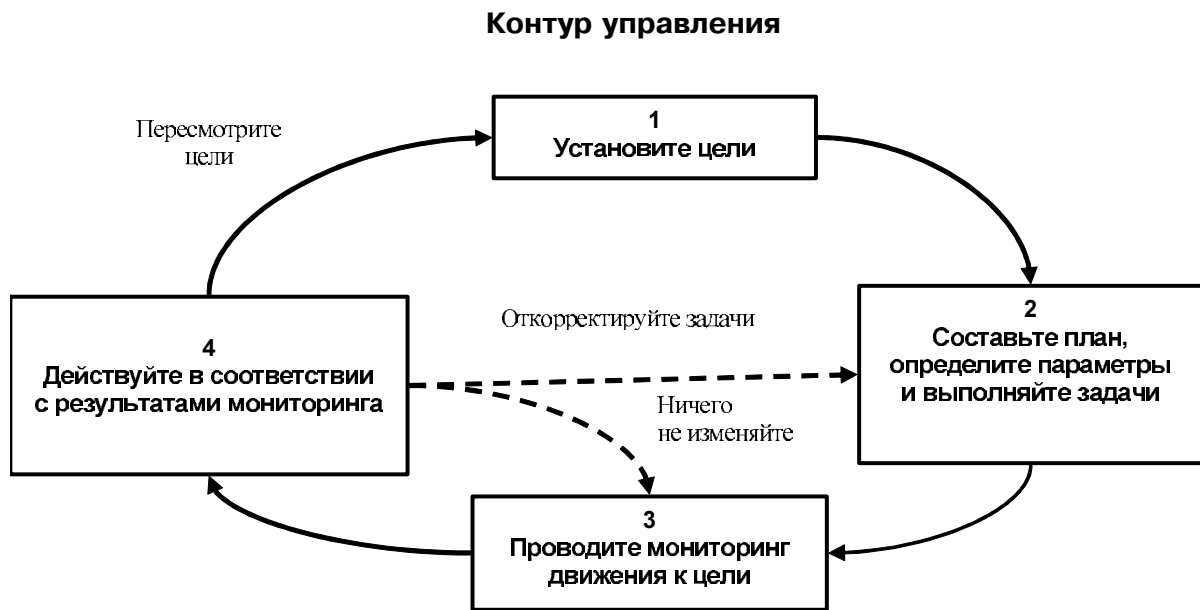 Контур управления
1
Установите цели
Пересмотрите
цели
2
Составьте план,
определите параметры
и выполняйте задачи
Откорректируйте задачи
4
Действуйте в соответствии
с результатами мониторинга
Ничего
не изменяйте
3
Проводите мониторинг
движения к цели